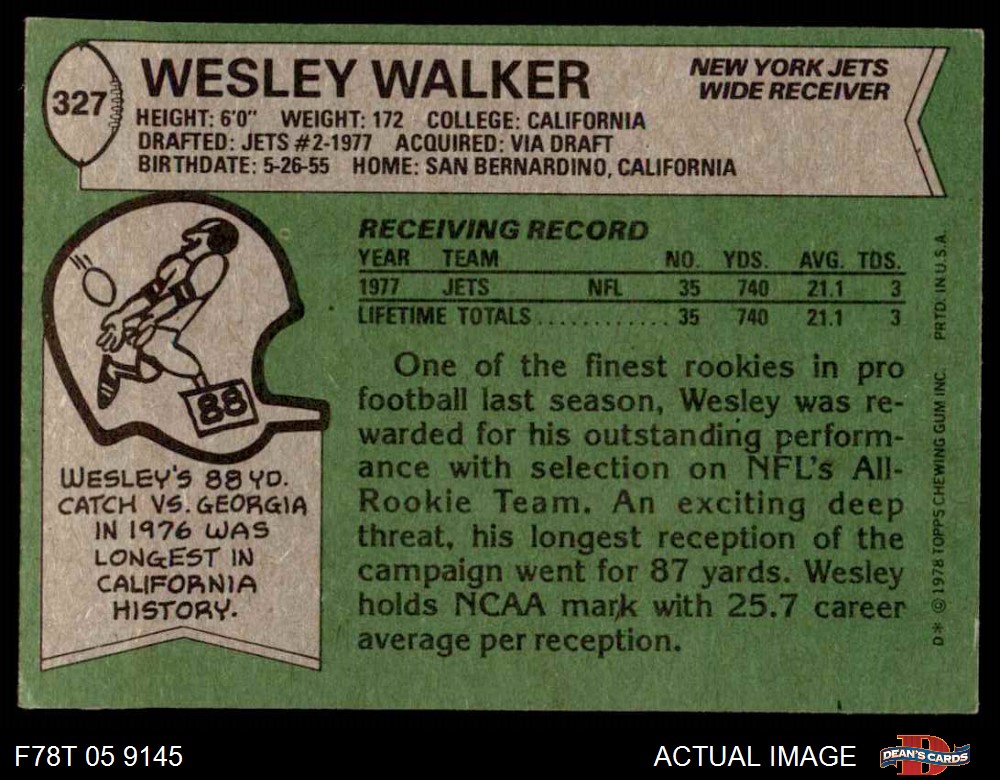 327
WESLEY WALKER
NEW YORK JETS
WIDE RECEIVER
HEIGHT: 6'0" WEIGHT: 172 COLLEGE: CALIFORNIA
DRAFTED: JETS #2-1977 ACQUIRED: VIA DRAFT
BIRTHDATE: 5-26-55 HOME: SAN BERNARDINO, CALIFORNIA
88
WESLEY'S 88 YD.
CATCH VS. GEORGIA
IN 1976 WAS
LONGEST IN
CALIFORNIA
HISTORY.
RECEIVING RECORD
YEAR TEAM NO. YDS. AVG. TDS.
1977 JETS NFL 35 740 21.1 3
LIFETIME TOTALS............ 35 740 21.1 3
One of the finest rookies in pro
football last season, Wesley was re-
warded for his outstanding perform-
ance with selection on NFL's All-
Rookie Team. An exciting deep
threat, his longest reception of the
campaign went for 87 yards. Wesley
holds NCAA mark with 25.7 career
average per reception.
D* © 1978 TOPPS CHEWING GUM INC. PRTD. IN U.S.A.
F78T 05 9145
ACTUAL IMAGE
D
DEAN'S CARDS